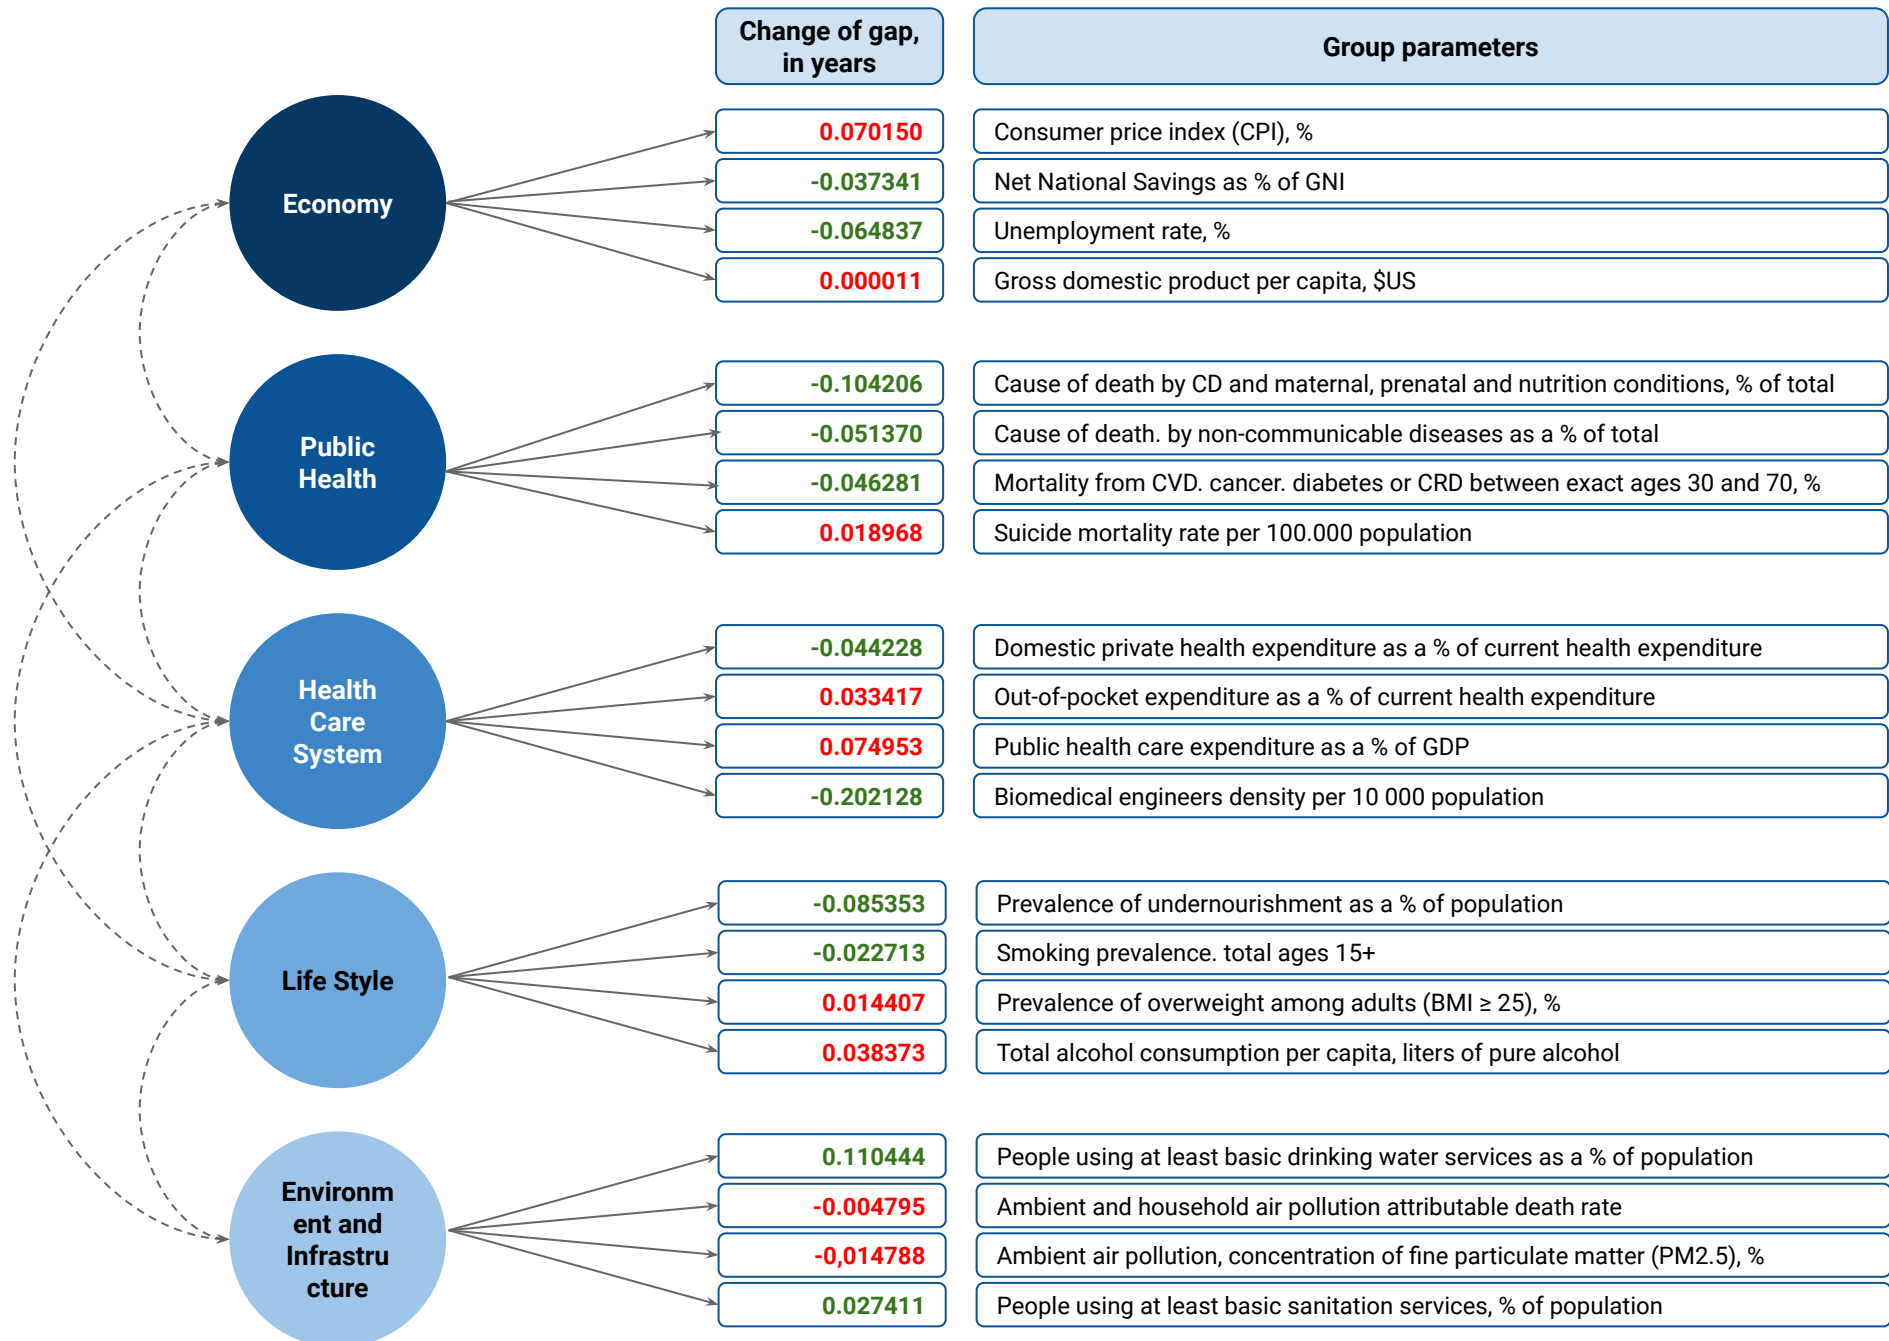 Change of gap,
in years
Group parameters
Economy
0.070150
Consumer price index (CPI), %
-0.037341
Net National Savings as % of GNI
-0.064837
Unemployment rate, %
0.000011
Gross domestic product per capita, $US
Public
Health
-0.104206
Cause of death by CD and maternal, prenatal and nutrition conditions, % of total
-0.051370
Cause of death. by non-communicable diseases as a % of total
-0.046281
Mortality from CVD. cancer. diabetes or CRD between exact ages 30 and 70, %
0.018968
Suicide mortality rate per 100.000 population
Health
Care
System
-0.044228
Domestic private health expenditure as a % of current health expenditure
0.033417
Out-of-pocket expenditure as a % of current health expenditure
0.074953
Public health care expenditure as a % of GDP
-0.202128
Biomedical engineers density per 10 000 population
Life Style
-0.085353
Prevalence of undernourishment as a % of population
-0.022713
Smoking prevalence. total ages 15+
0.014407
Prevalence of overweight among adults (BMI ≥ 25), %
0.038373
Total alcohol consumption per capita, liters of pure alcohol
Environm
ent and
Infrastru
cture
0.110444
People using at least basic drinking water services as a % of population
-0.004795
Ambient and household air pollution attributable death rate
-0,014788
Ambient air pollution, concentration of fine particulate matter (PM2.5), %
0.027411
People using at least basic sanitation services, % of population